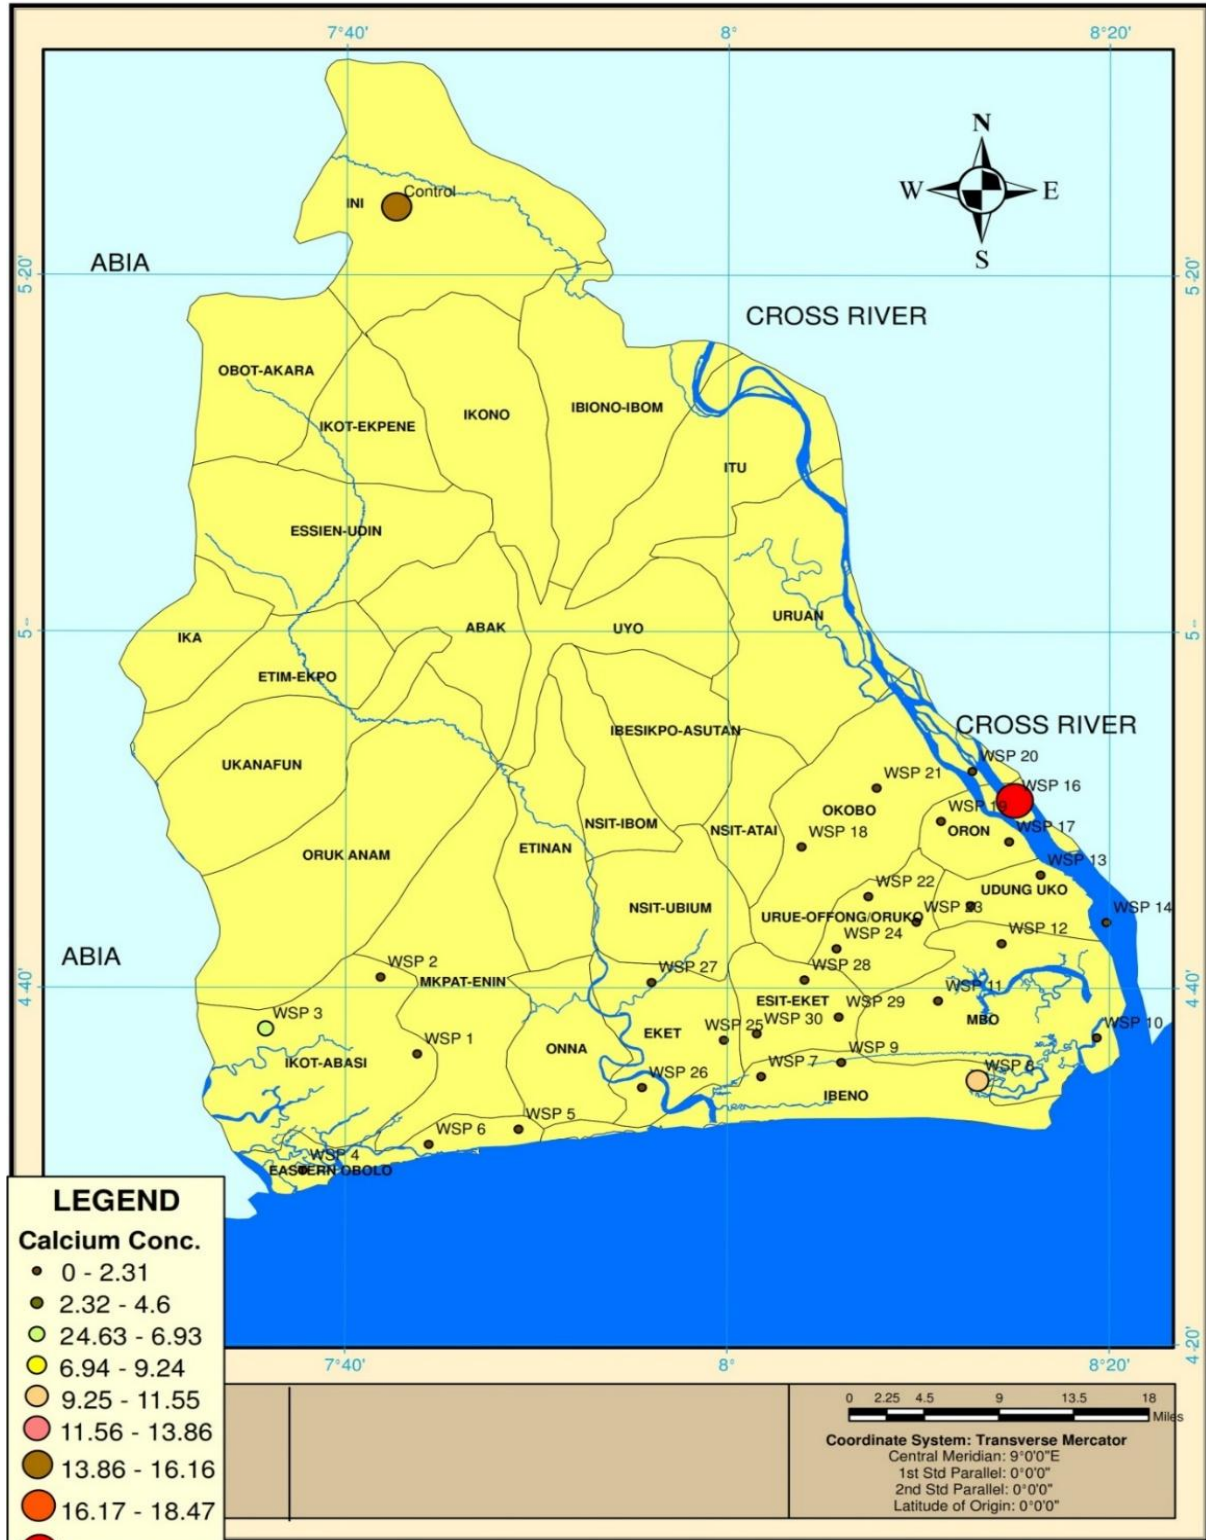 7°40'
8°
8°20'
N
W
E
S
Control
INI
ABIA
5 20'
5 20'
CROSS RIVER
OBOT-AKARA
IKONO
IBIONO-IBOM
IKOT-EKPENE
ITU
ESSIEN-UDIN
URUAN
ABAK
UYO
IKA
5 --
5 --
ETIM-EKPO
CROSS RIVER
IBESIKPO-ASUTAN
UKANAFUN
WSP 20
WSP 21
WSP 16
OKOBO
WSP 19
NSIT-IBOM
NSIT-ATAI
ORON
WSP 17
WSP 18
ETINAN
ORUK ANAM
WSP 13
WSP 22
UDUNG UKO
NSIT-UBIUM
URUE-OFFONG/ORUKO
WSP 23
WSP 14
WSP 24
WSP 12
ABIA
WSP 2
WSP 27
WSP 28
4 40'
4 40'
MKPAT-ENIN
WSP 11
ESIT-EKET
WSP 29
WSP 3
MBO
WSP 30
WSP 25
WSP 10
EKET
WSP 1
ONNA
IKOT-ABASI
WSP 9
WSP 7
WSP 8
WSP 26
IBENO
WSP 5
WSP 6
WSP 4
EASTERN OBOLO
LEGEND
Calcium Conc.
0 - 2.31
2.32 - 4.6
24.63 - 6.93
6.94 - 9.24
9.25 - 11.55
11.56 - 13.86
13.86 - 16.16
16.17 - 18.47
7°40'
8°
8°20'
4 20'
0 2.25 4.5 9 13.5 18
Miles
Coordinate System: Transverse Mercator
Central Meridian: 9°0'0"E
1st Std Parallel: 0°0'0"
2nd Std Parallel: 0°0'0"
Latitude of Origin: 0°0'0"